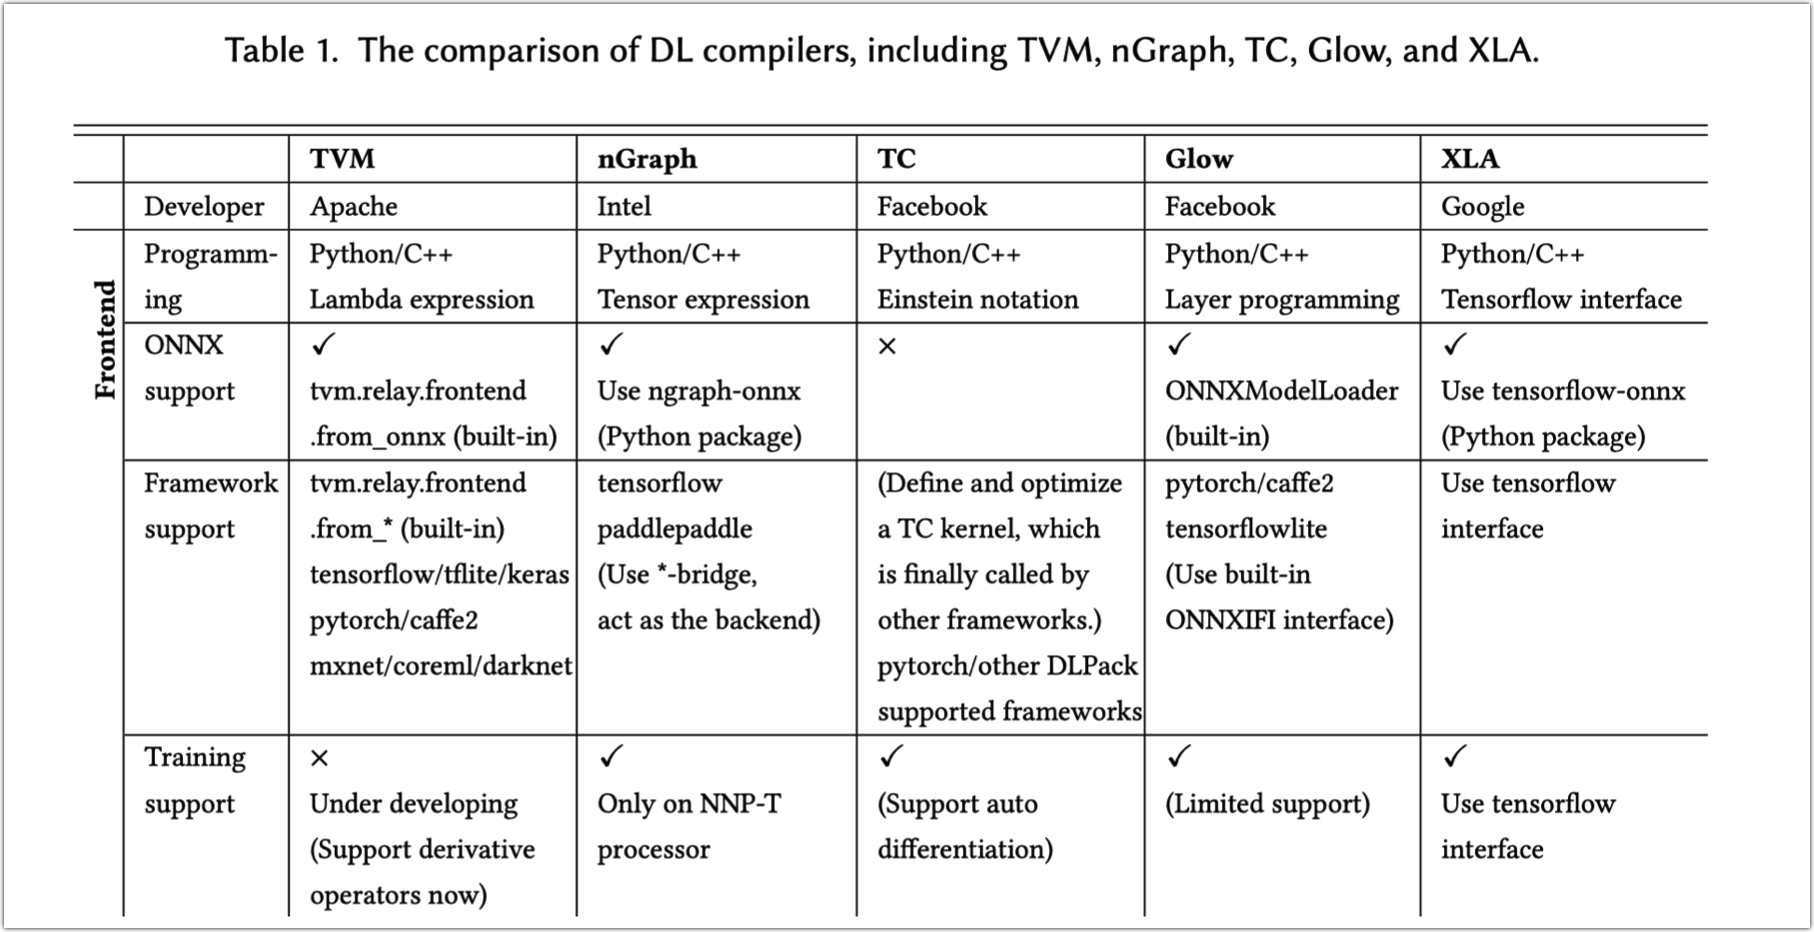 Table 1. The comparison of DL compilers, including TVM, nGraph, TC, Glow, and XLA.
TVM nGraph TC Glow XLA
Developer Apache Intel Facebook Facebook Google
Frontend
Programm- Python/C++ Python/C++ Python/C++ Python/C++ Python/C++
ing Lambda expression Tensor expression Einstein notation Layer programming Tensorflow interface
ONNX ✓ ✓ × ✓ ✓
support tvm.relay.frontend Use ngraph-onnx ONNXModelLoader Use tensorflow-onnx
.from_onnx (built-in) (Python package) (built-in) (Python package)
Framework tvm.relay.frontend tensorflow (Define and optimize pytorch/caffe2 Use tensorflow
support .from_* (built-in) paddlepaddle a TC kernel, which tensorflowlite interface
tensorflow/tflite/keras (Use *-bridge, is finally called by (Use built-in
pytorch/caffe2 act as the backend) other frameworks.) ONNXIFI interface)
mxnet/coreml/darknet pytorch/other DLPack
supported frameworks
Training × ✓ ✓ ✓ ✓
support Under developing Only on NNP-T (Support auto (Limited support) Use tensorflow
(Support derivative processor differentiation) interface
operators now)